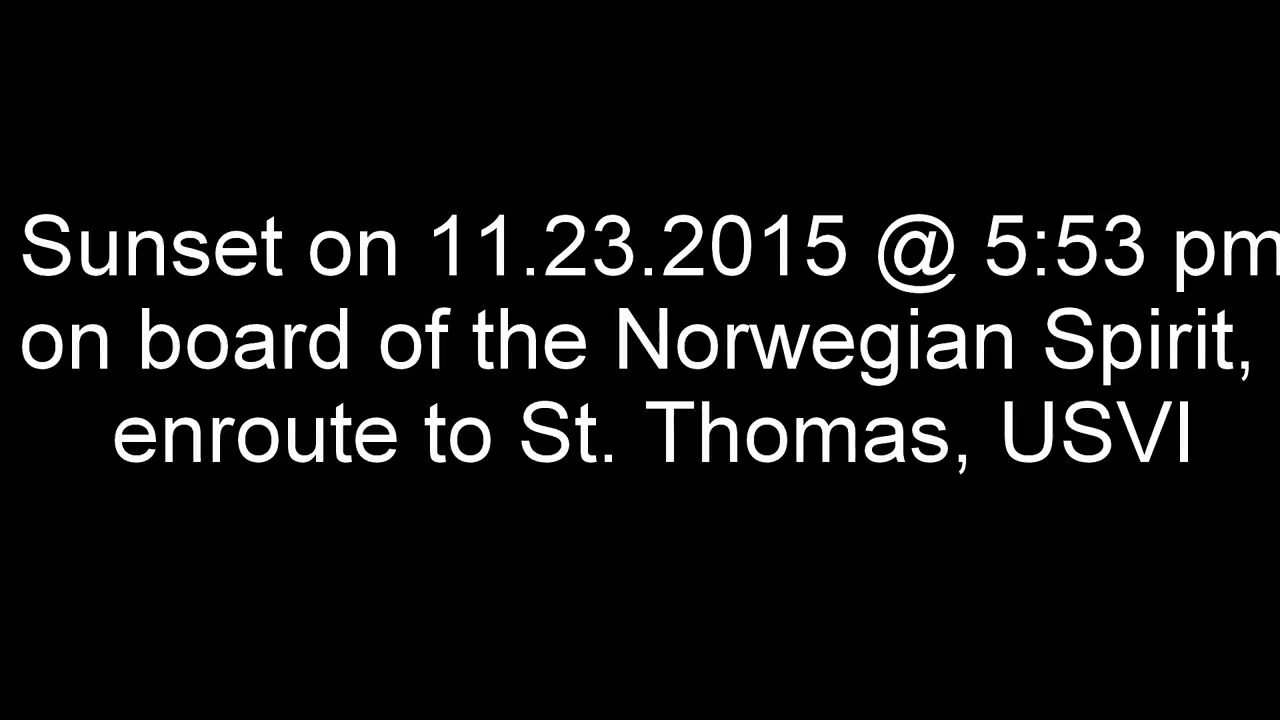 Sunset on 11.23.2015 @ 5:53 pm
on board of the Norwegian Spirit,
enroute to St. Thomas, USVI